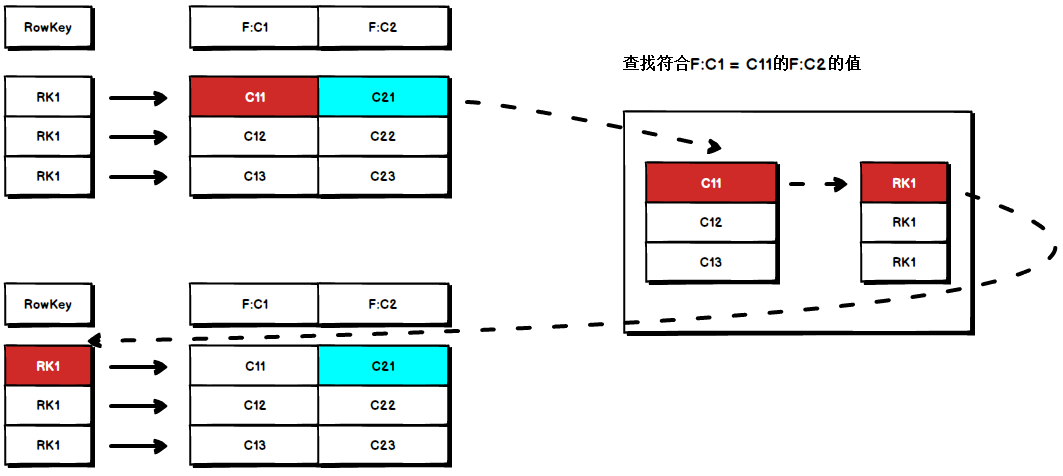 RowKey F:C1 F:C2
查找符合F:C1 = C11的F:C2的值
RK1 C11 C21
RK1 C12 C22
RK1 C13 C23
C11 RK1
C12 RK1
C13 RK1
RowKey F:C1 F:C2
RK1 C11 C21
RK1 C12 C22
RK1 C13 C23